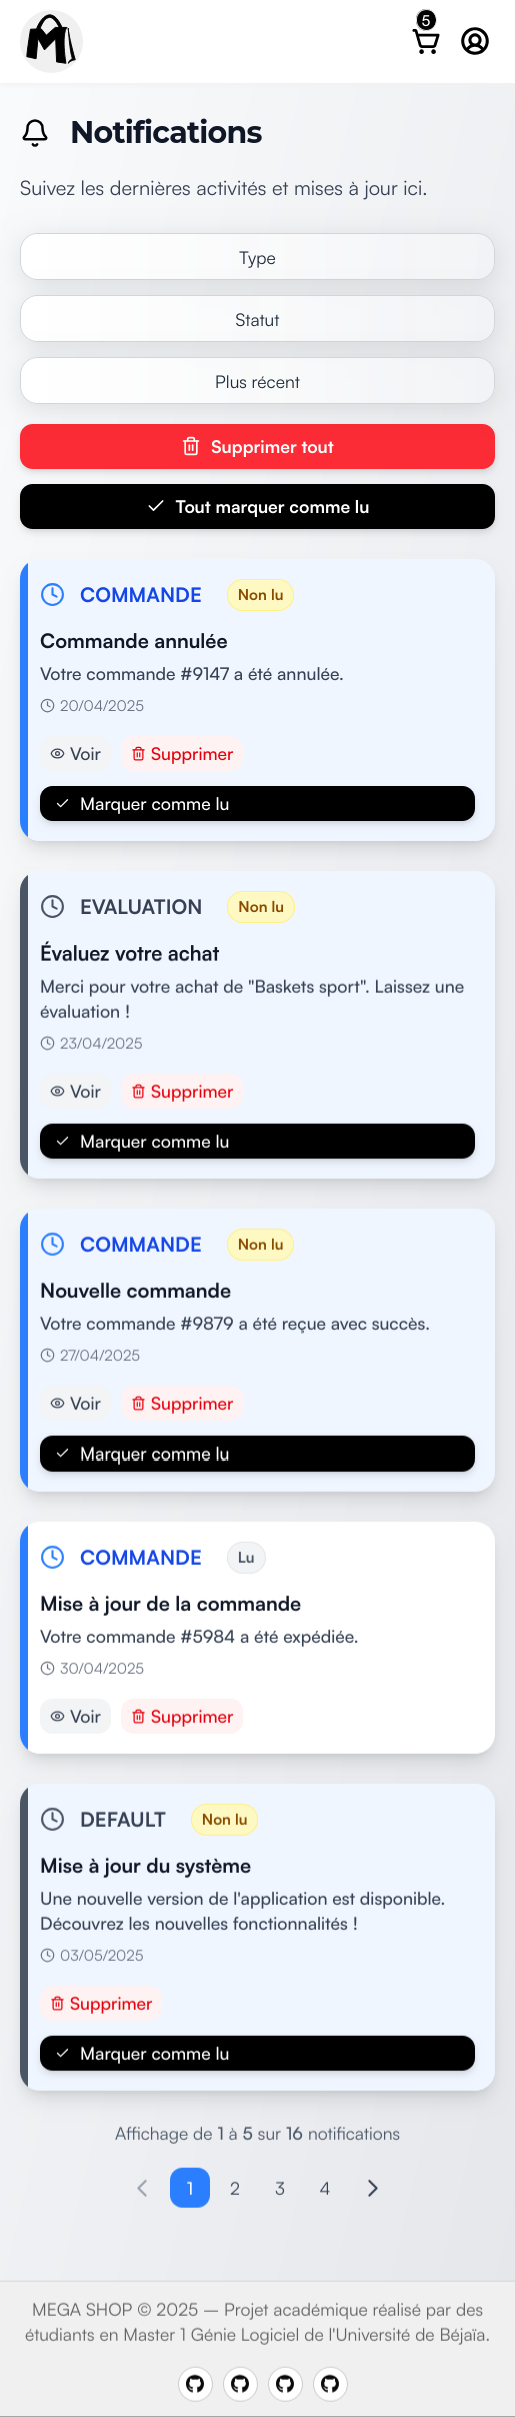 5
Notifications
Suivez les dernières activités et mises à jour ici.
Type
Statut
Plus récent
Supprimer tout
Tout marquer comme lu
COMMANDE Non lu
Commande annulée
Votre commande #9147 a été annulée.
20/04/2025
Voir Supprimer
Marquer comme lu
EVALUATION Non lu
Évaluez votre achat
Merci pour votre achat de "Baskets sport". Laissez une
évaluation !
23/04/2025
Voir Supprimer
Marquer comme lu
COMMANDE Non lu
Nouvelle commande
Votre commande #9879 a été reçue avec succès.
27/04/2025
Voir Supprimer
Marquer comme lu
COMMANDE Lu
Mise à jour de la commande
Votre commande #5984 a été expédiée.
30/04/2025
Voir Supprimer
DEFAULT Non lu
Mise à jour du système
Une nouvelle version de l'application est disponible.
Découvrez les nouvelles fonctionnalités !
03/05/2025
Supprimer
Marquer comme lu
Affichage de 1 à 5 sur 16 notifications
1 2 3 4
MEGA SHOP © 2025 — Projet académique réalisé par des
étudiants en Master 1 Génie Logiciel de l'Université de Béjaïa.